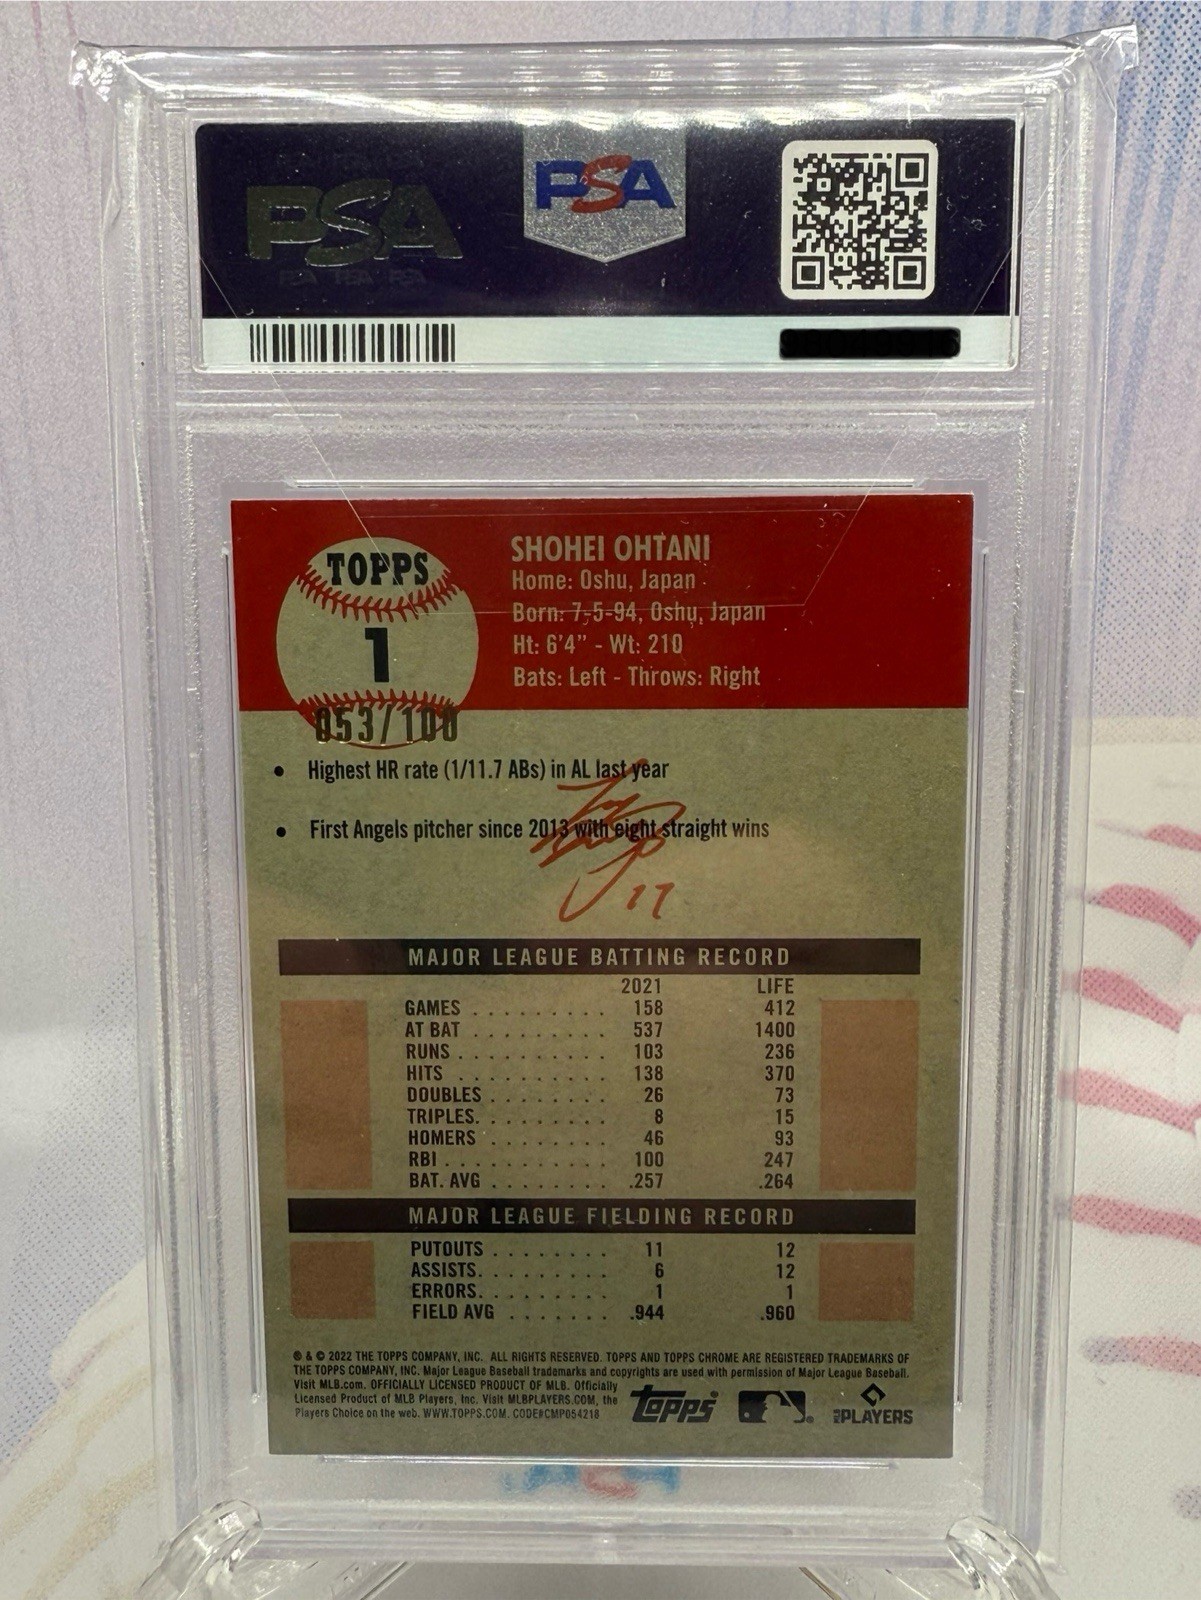 PSA
PSA
PSA PSA PSA
TOPPS
1
053/100
SHOHEI OHTANI
Home: Oshu, Japan
Born: 7-5-94, Oshu, Japan
Ht: 6'4" - Wt: 210
Bats: Left - Throws: Right
• Highest HR rate (1/11.7 ABs) in AL last year
• First Angels pitcher since 2013 with eight straight wins
17
MAJOR LEAGUE BATTING RECORD
2021 LIFE
GAMES . . . . . . . . . 158 412
AT BAT . . . . . . . . . 537 1400
RUNS . . . . . . . . . . 103 236
HITS . . . . . . . . . . 138 370
DOUBLES . . . . . . . . 26 73
TRIPLES. . . . . . . . . 8 15
HOMERS . . . . . . . . 46 93
RBI . . . . . . . . . . . 100 247
BAT. AVG . . . . . . . . .257 .264
MAJOR LEAGUE FIELDING RECORD
PUTOUTS . . . . . . . . 11 12
ASSISTS. . . . . . . . . 6 12
ERRORS. . . . . . . . . 1 1
FIELD AVG . . . . . . . .944 .960
® & © 2022 THE TOPPS COMPANY, INC. ALL RIGHTS RESERVED. TOPPS AND TOPPS CHROME ARE REGISTERED TRADEMARKS OF
THE TOPPS COMPANY, INC. Major League Baseball trademarks and copyrights are used with permission of Major League Baseball.
Visit MLB.com. OFFICIALLY LICENSED PRODUCT OF MLB. Officially
Licensed Product of MLB Players, Inc. Visit MLBPLAYERS.COM, the
Players Choice on the web. WWW.TOPPS.COM. CODE#CMP054218
topps
MLB PLAYERS